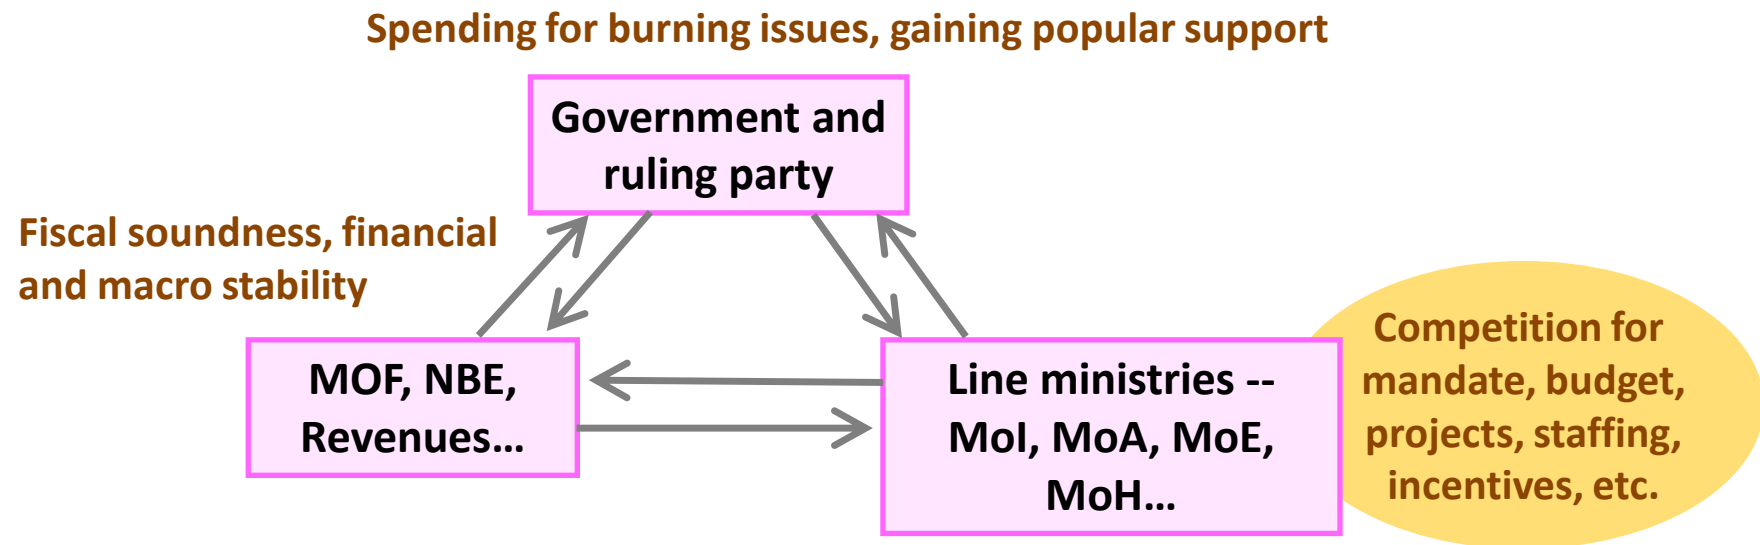 Spending for burning issues, gaining popular support
Government and
ruling party
Fiscal soundness, financial
and macro stability
MOF, NBE,
Revenues…
Line ministries --
MoI, MoA, MoE,
MoH…
Competition for
mandate, budget,
projects, staffing,
incentives, etc.